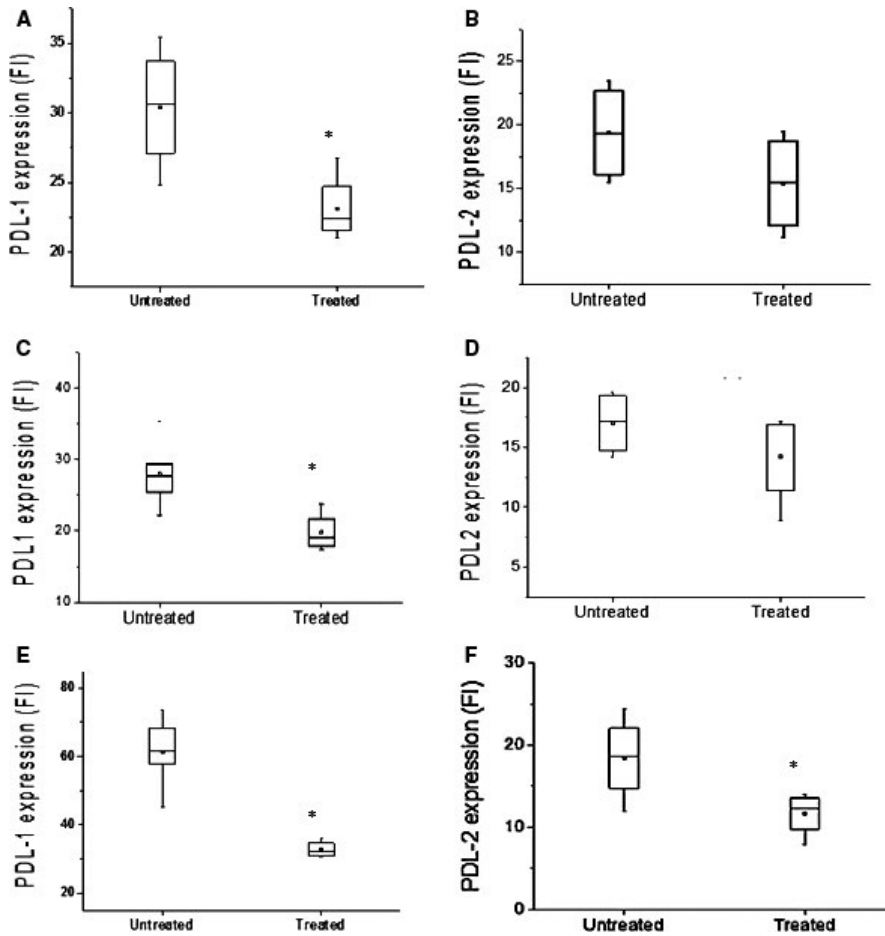 A
PDL-1 expression (FI)
35
30
25
20
*
Untreated
Treated
B
PDL-2 expression (FI)
25
20
15
10
Untreated
Treated
C
PDL1 expression (FI)
40
30
20
10
*
Untreated
Treated
D
PDL2 expression (FI)
20
15
10
5
Untreated
Treated
E
PDL-1 expression (FI)
80
60
40
20
*
Untreated
Treated
F
PDL-2 expression (FI)
30
20
10
0
*
Untreated
Treated